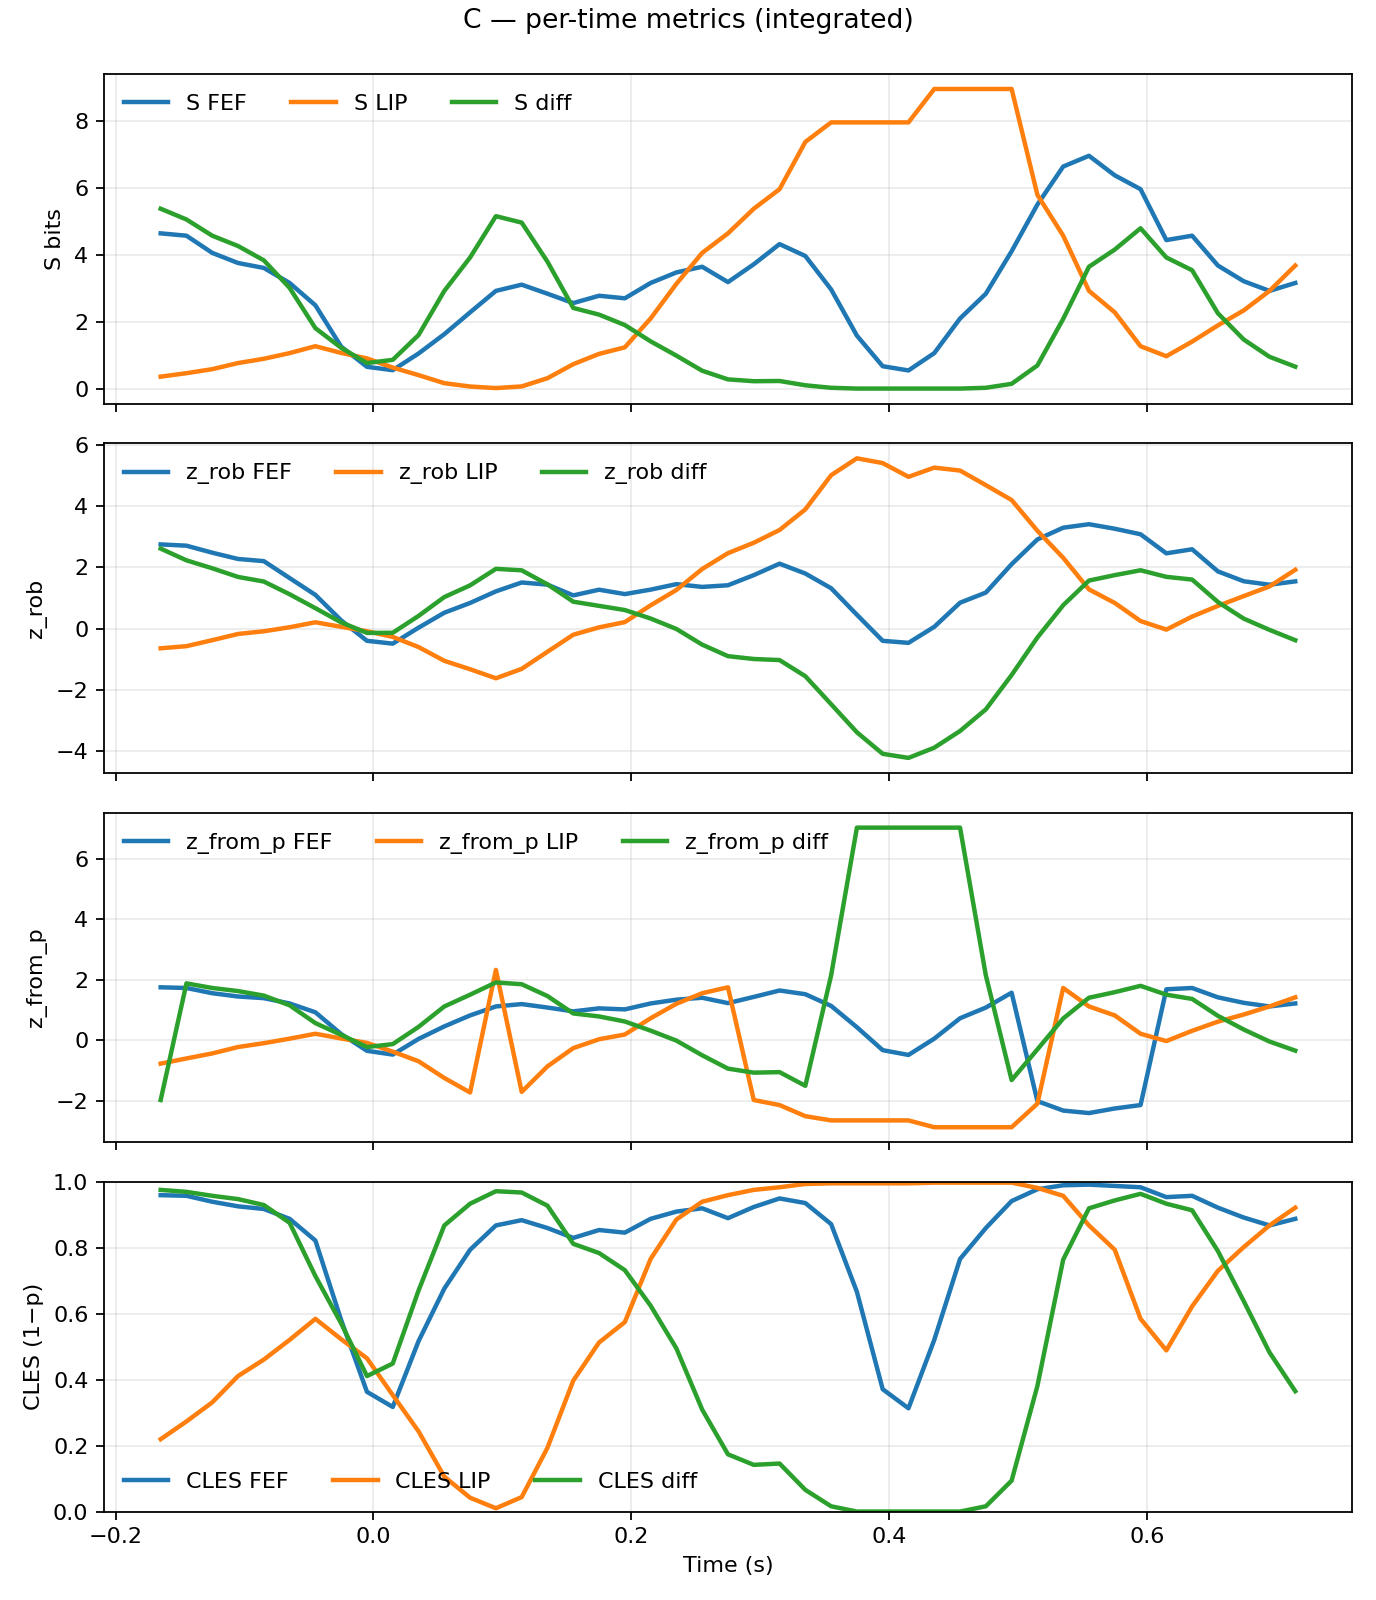 C — per-time metrics (integrated)
S FEF S LIP S diff
8
6
4
2
0
S bits
z_rob FEF z_rob LIP z_rob diff
6
4
2
0
−2
−4
z_rob
z_from_p FEF z_from_p LIP z_from_p diff
6
4
2
0
−2
z_from_p
1.0
0.8
0.6
0.4
0.2
0.0
CLES (1−p)
CLES FEF CLES LIP CLES diff
−0.2 0.0 0.2 0.4 0.6
Time (s)